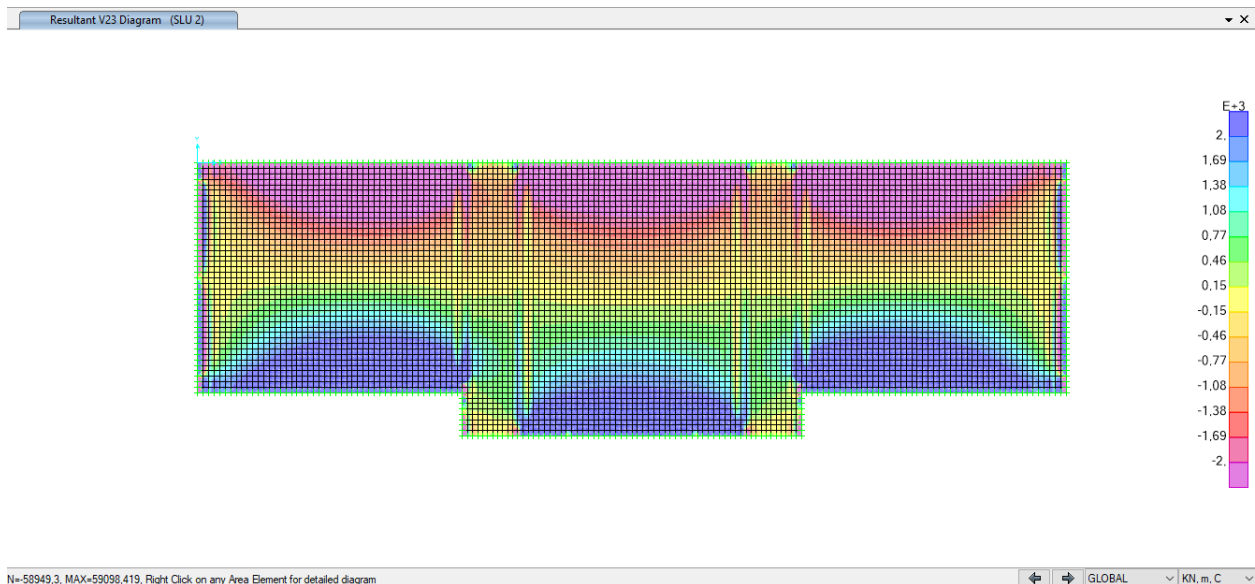 Resultant V23 Diagram (SLU 2)
E+3
2,
1.69
1.38
1.08
0,77
0,46
0.15
-0.15
-0.46
-0.77
-1.08
-1.38
-1.69
-2,
N=-58949,3, MAX=59098,419, Right Click on any Area Element for detailed diagram
GLOBAL
KN, m, C